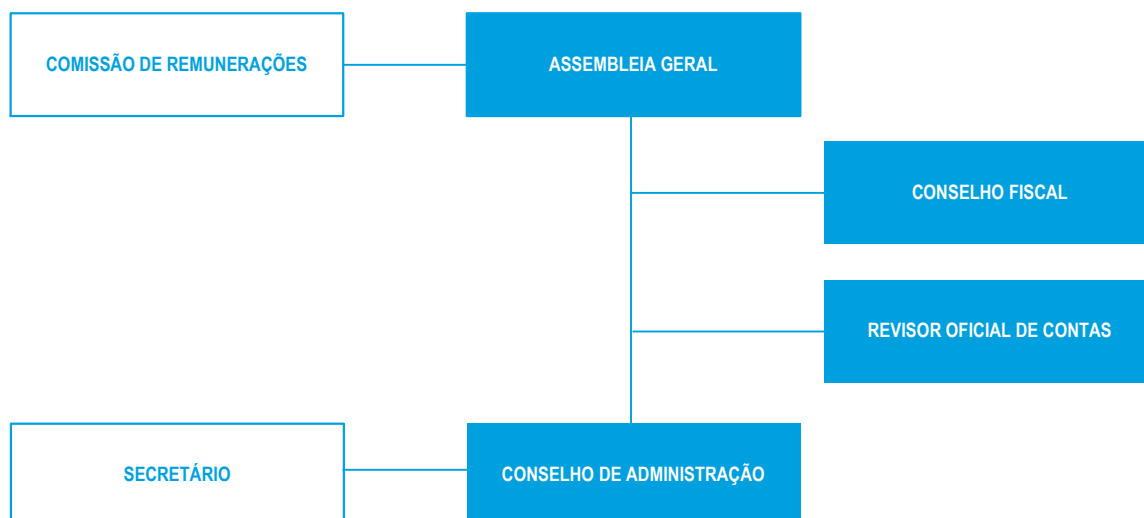 COMISSÃO DE REMUNERAÇÕES
ASSEMBLEIA GERAL
CONSELHO FISCAL
REVISOR OFICIAL DE CONTAS
SECRETÁRIO
CONSELHO DE ADMINISTRAÇÃO